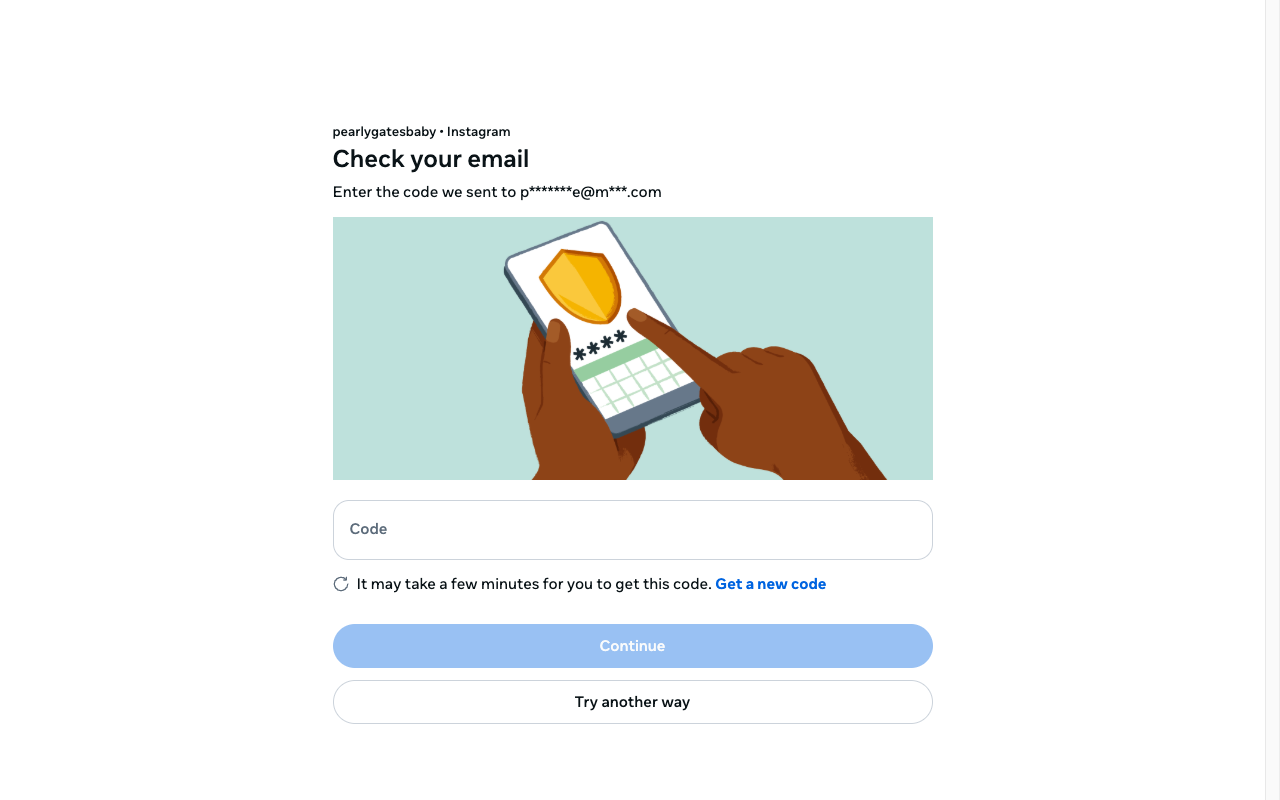 pearlygatesbaby • Instagram
Check your email
Enter the code we sent to p*******e@m***.com
****
Code
It may take a few minutes for you to get this code. Get a new code
Continue
Try another way